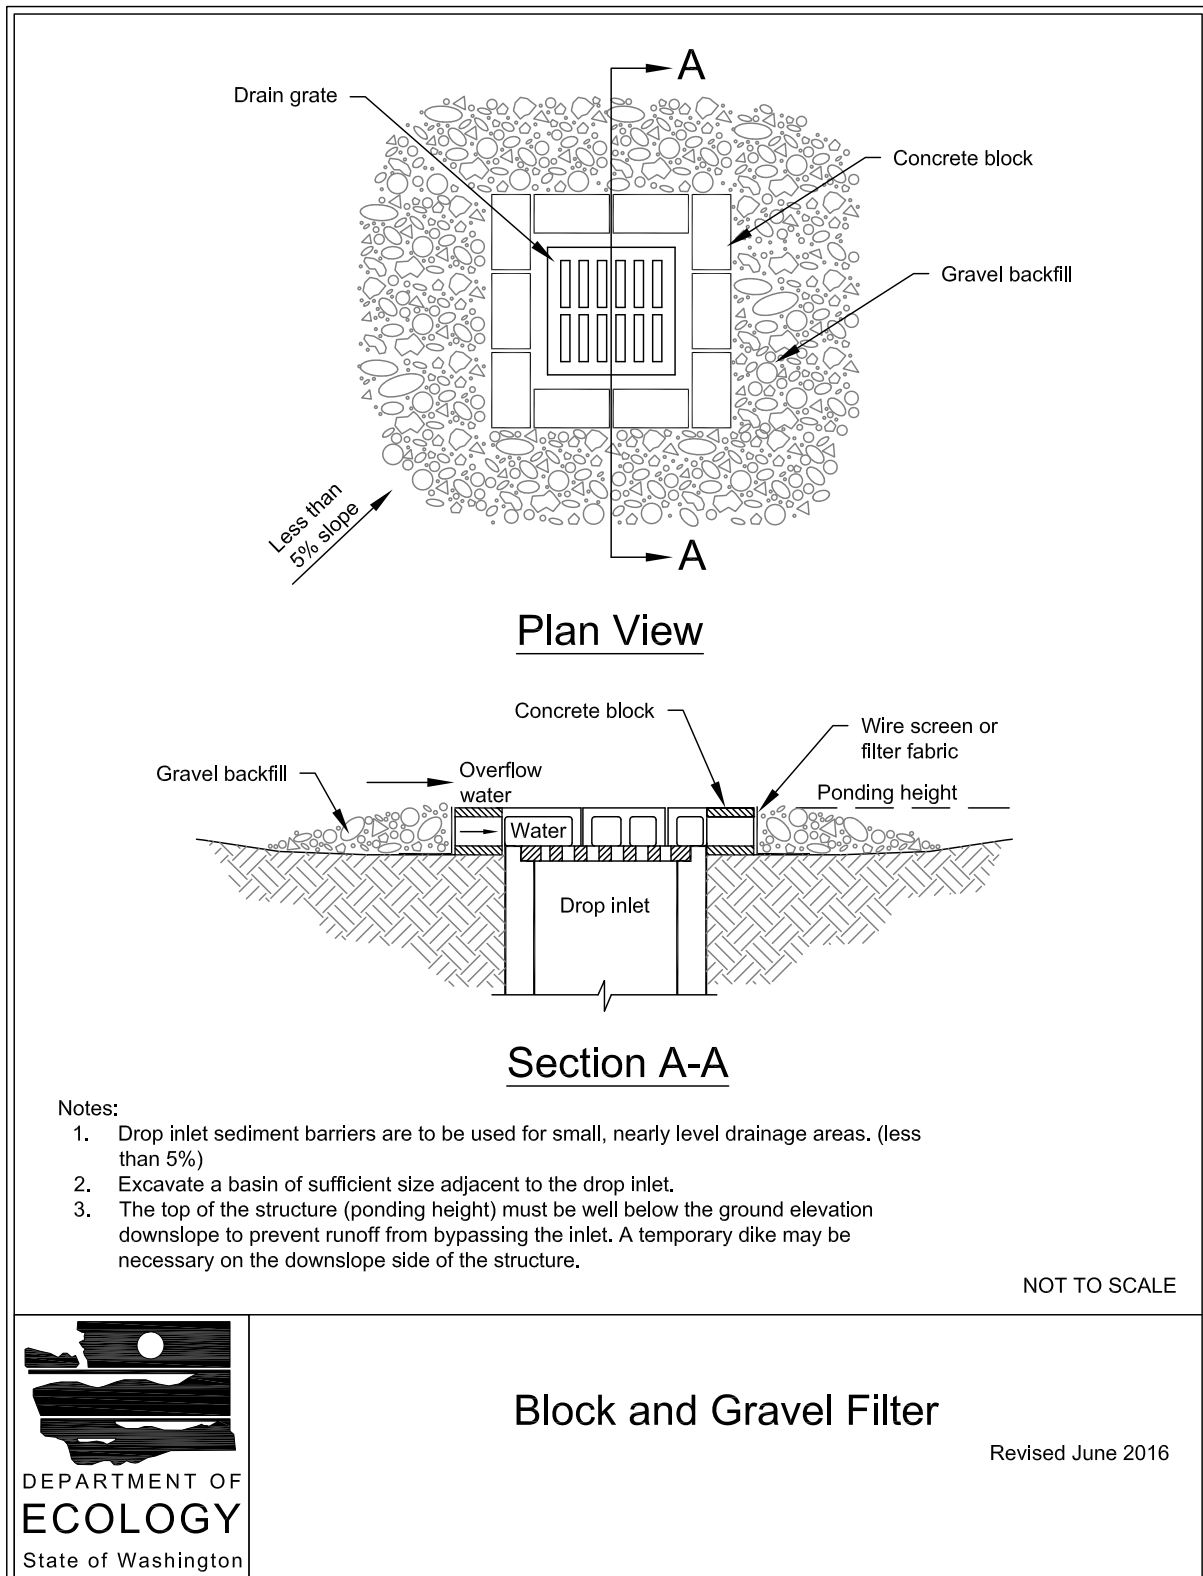 A
Drain grate
Concrete block
Gravel backfill
Less than
5% slope
A
Plan View
Concrete block
Wire screen or
filter fabric
Gravel backfill
Overflow
water
Ponding height
Water
Drop inlet
Section A-A
Notes:
1. Drop inlet sediment barriers are to be used for small, nearly level drainage areas. (less
than 5%)
2. Excavate a basin of sufficient size adjacent to the drop inlet.
3. The top of the structure (ponding height) must be well below the ground elevation
downslope to prevent runoff from bypassing the inlet. A temporary dike may be
necessary on the downslope side of the structure.
NOT TO SCALE
DEPARTMENT OF
ECOLOGY
State of Washington
Block and Gravel Filter
Revised June 2016